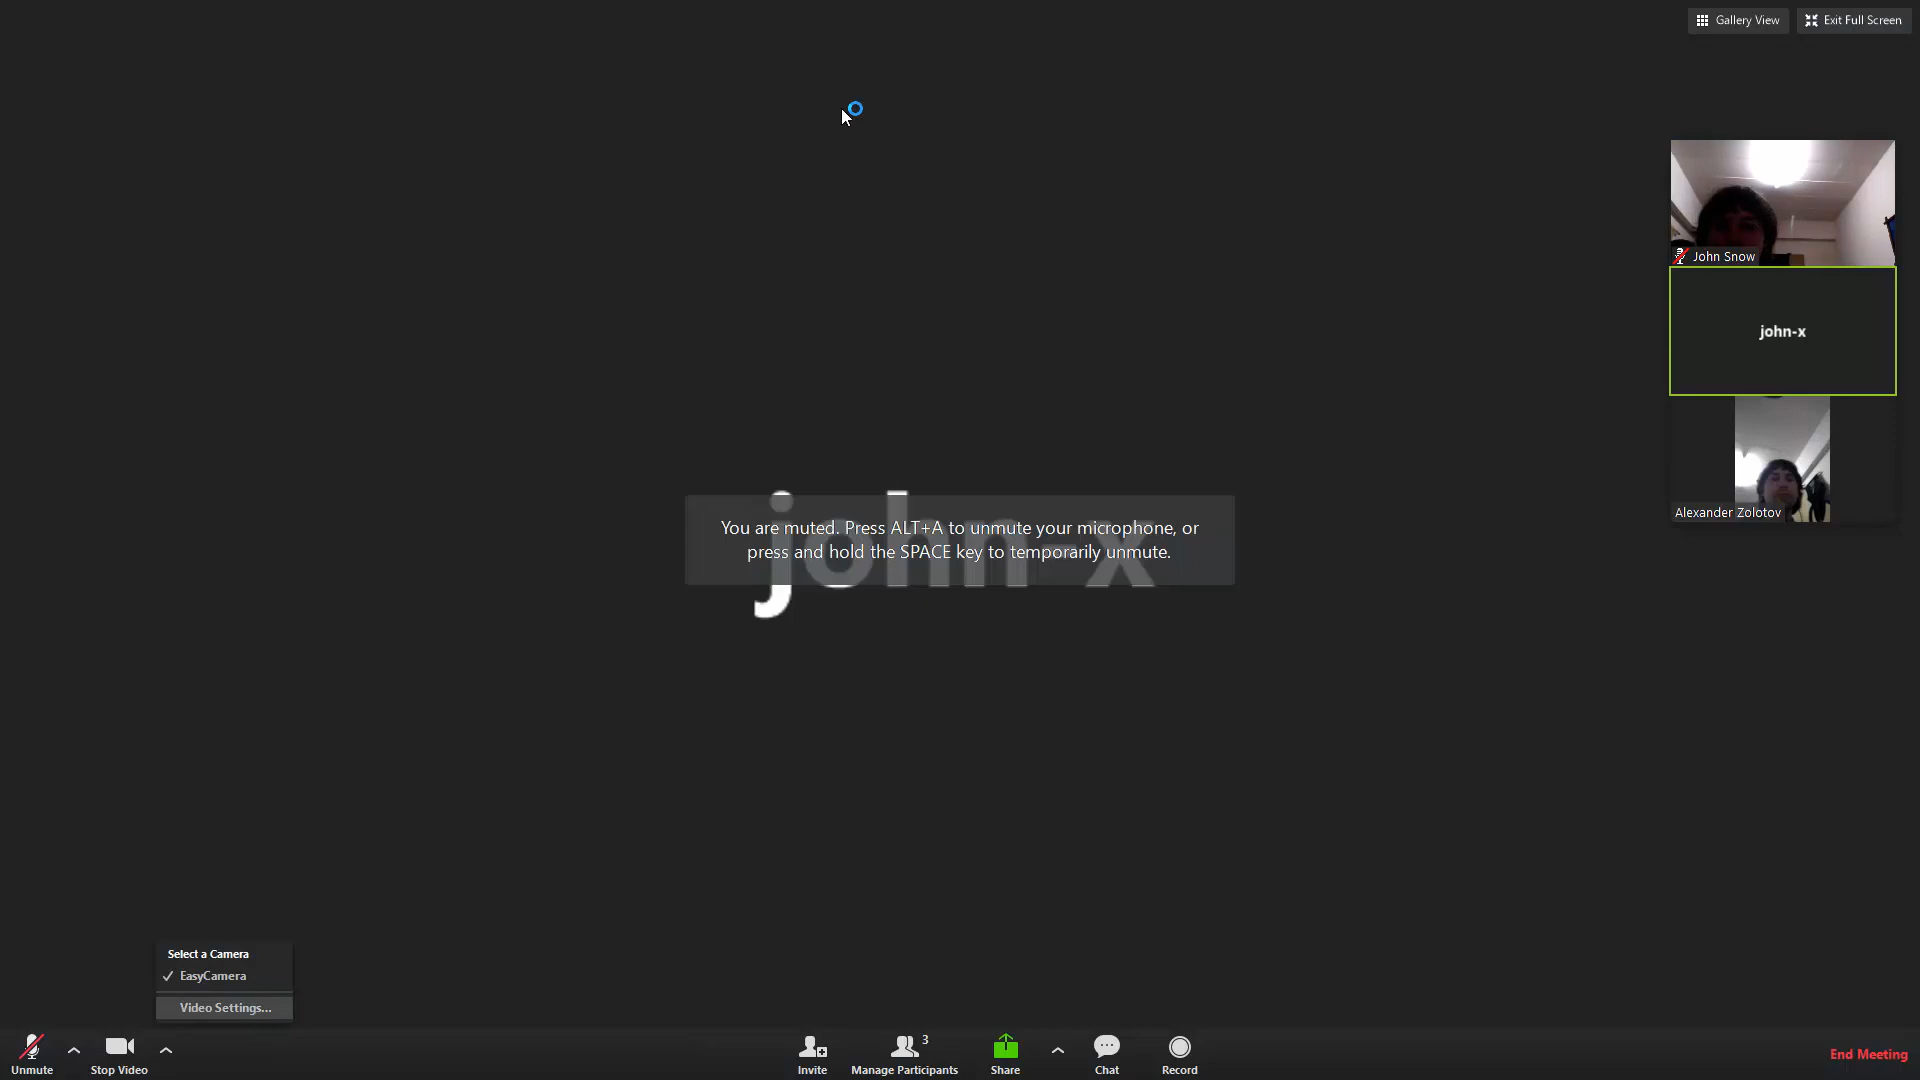 Gallery View
Exit Full Screen
John Snow
john-x
Alexander Zolotov
john-x
You are muted. Press ALT+A to unmute your microphone, or
press and hold the SPACE key to temporarily unmute.
Select a Camera
EasyCamera
Video Settings...
Unmute
Stop Video
Invite
3
Manage Participants
Share
Chat
Record
End Meeting